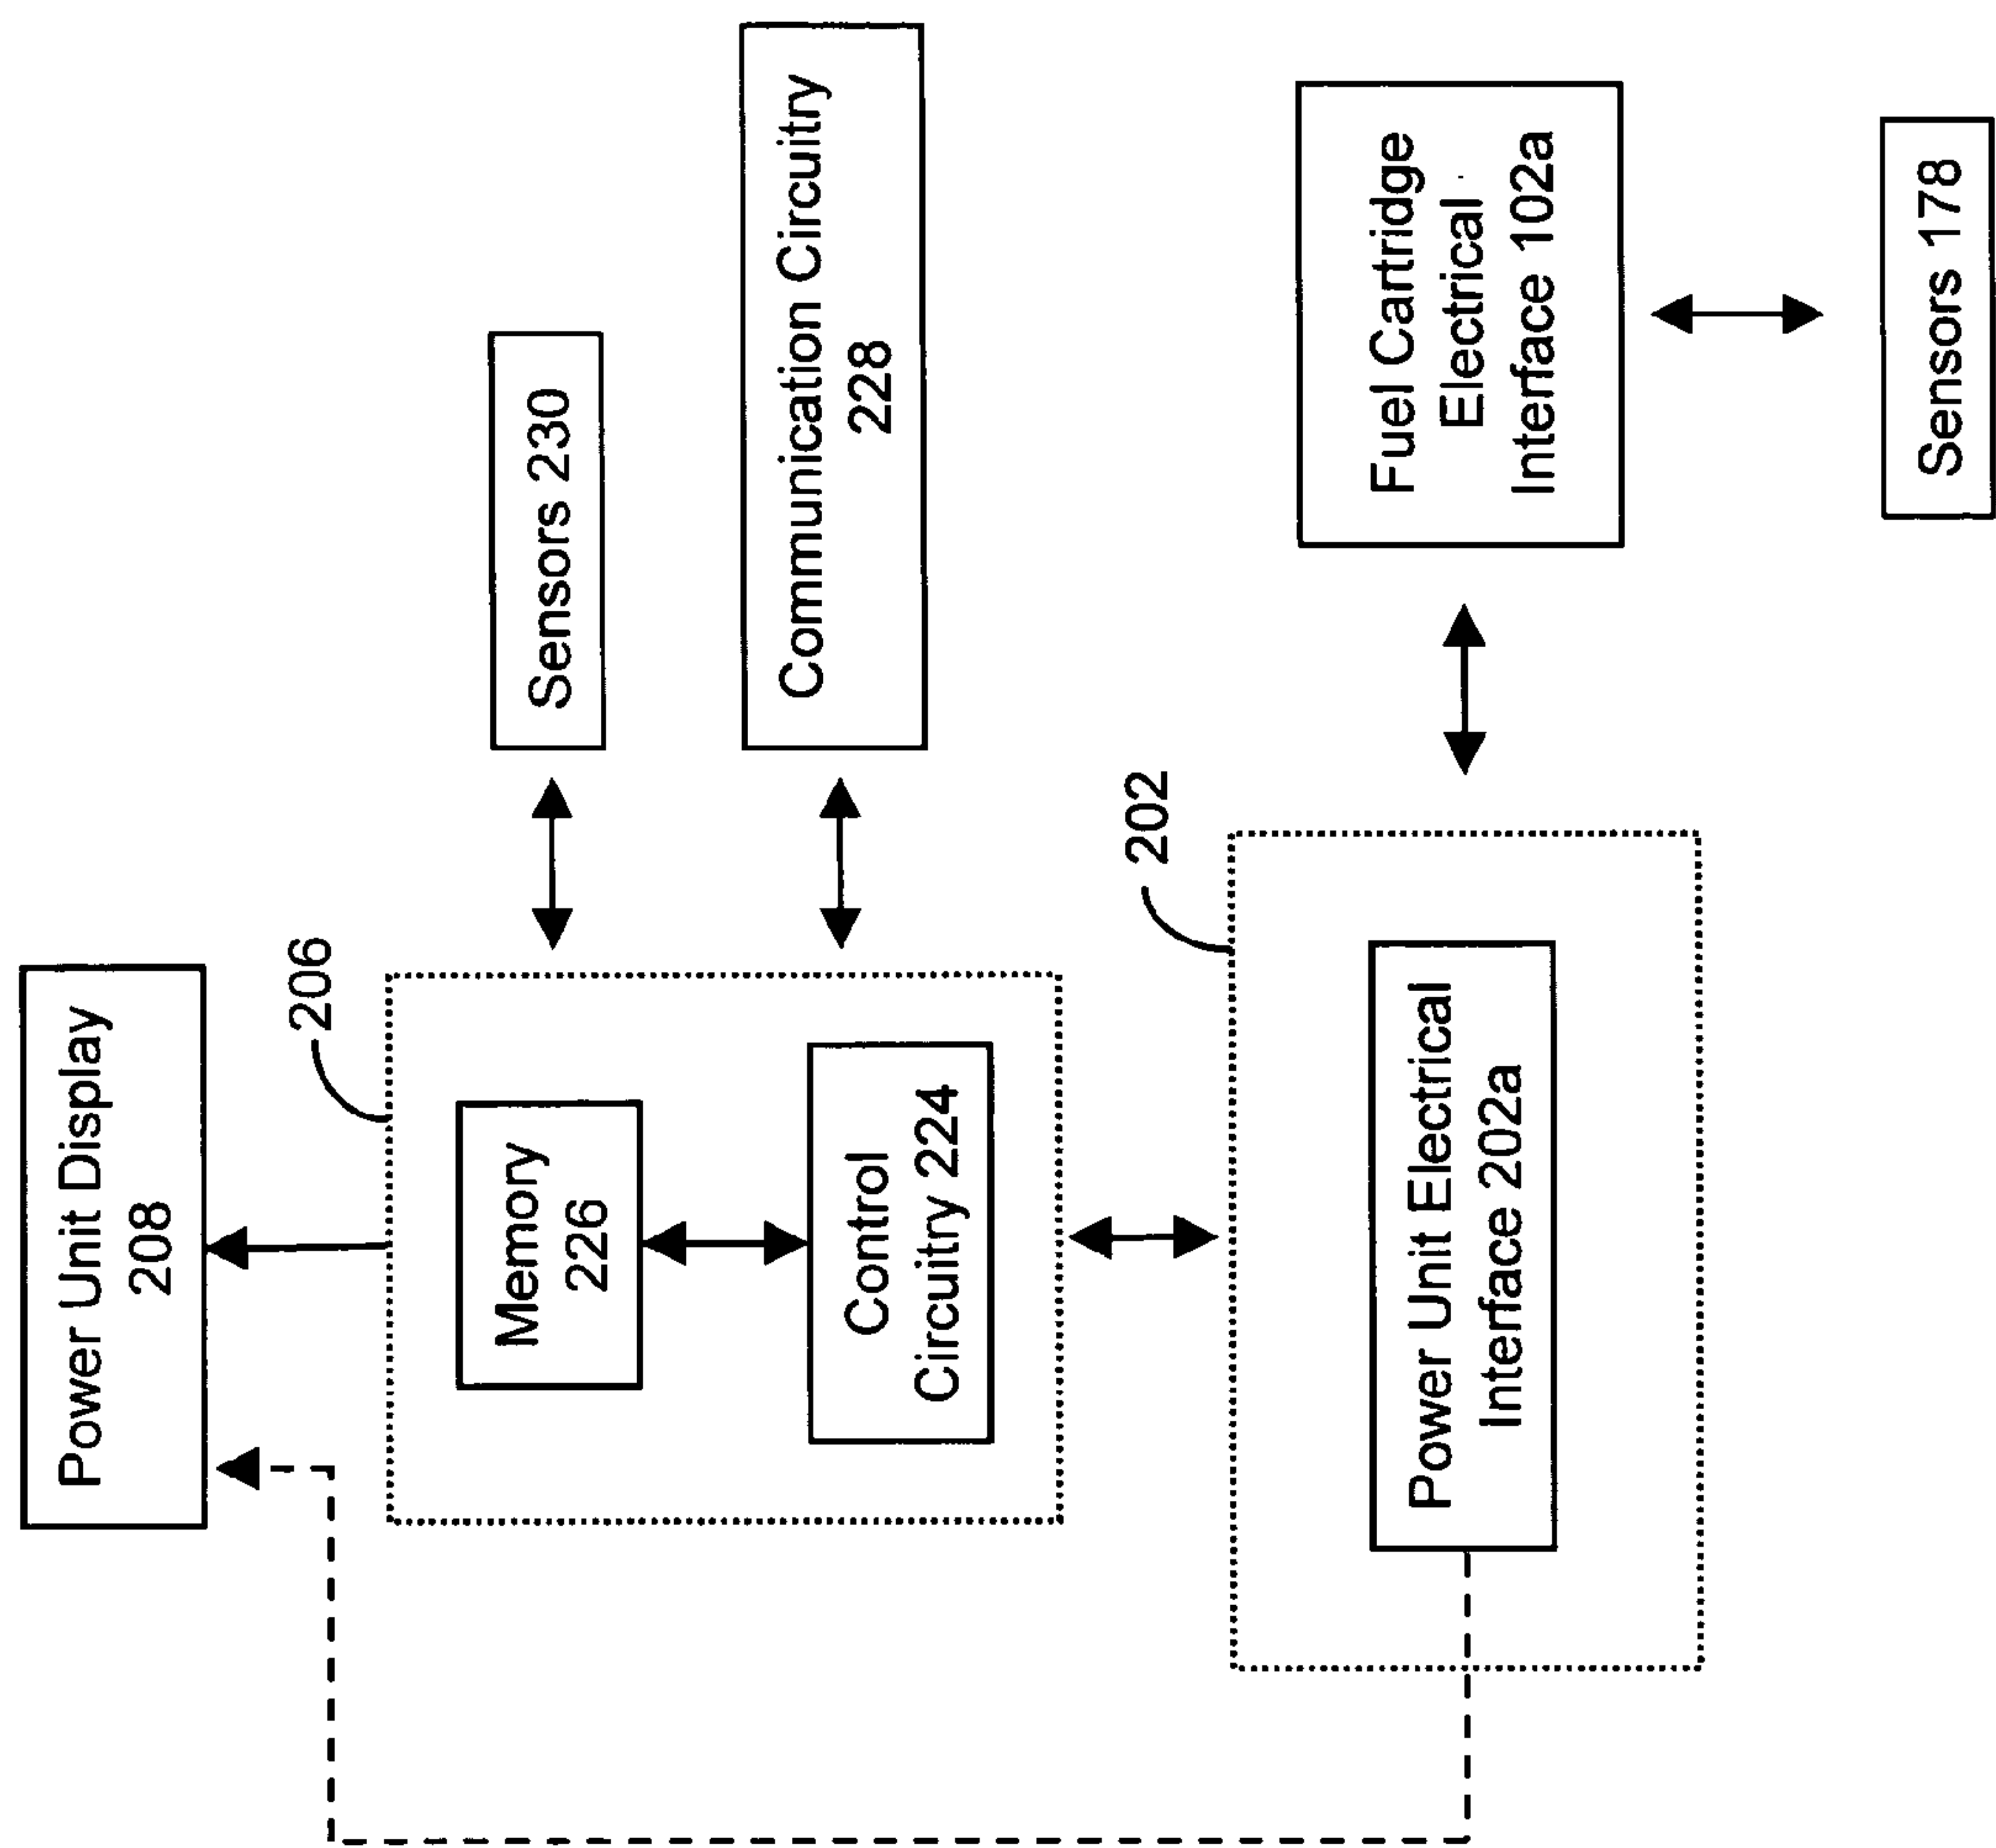 Power Unit Display
208
206
Memory
226
Control
Circuitry 224
Sensors 230
Communication Circuitry
228
202
Power Unit Electrical
Interface 202a
Fuel Cartridge
Electrical
Interface 102a
Sensors 178